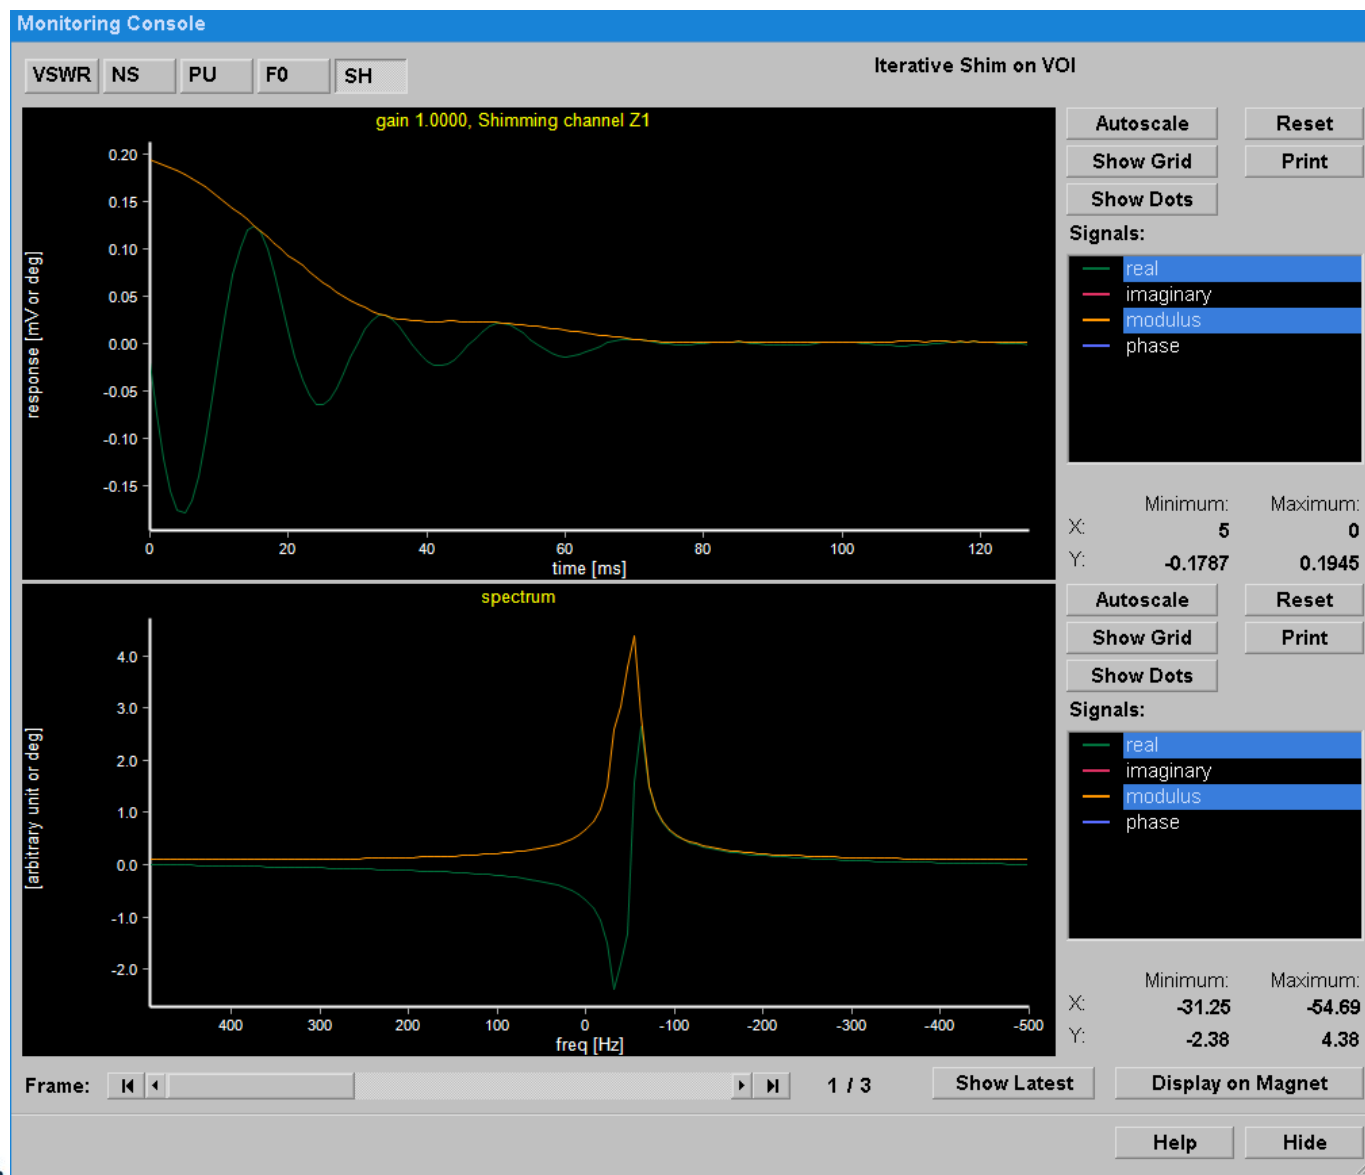 Monitoring Console
VSWR NS PU F0 SH
Iterative Shim on VOI
gain 1.0000, Shimming channel Z1
response [mV or deg]
0.20
0.15
0.10
0.05
0.00
-0.05
-0.10
-0.15
0 20 40 60 80 100 120
time [ms]
Autoscale Reset
Show Grid Print
Show Dots
Signals:
real
imaginary
modulus
phase
Minimum: Maximum:
X: 5 0
Y: -0.1787 0.1945
spectrum
[arbitrary unit or deg]
4.0
3.0
2.0
1.0
0.0
-1.0
-2.0
400 300 200 100 0 -100 -200 -300 -400 -500
freq [Hz]
Autoscale Reset
Show Grid Print
Show Dots
Signals:
real
imaginary
modulus
phase
Minimum: Maximum:
X: -31.25 -54.69
Y: -2.38 4.38
Frame: 1 / 3 Show Latest Display on Magnet
Help Hide